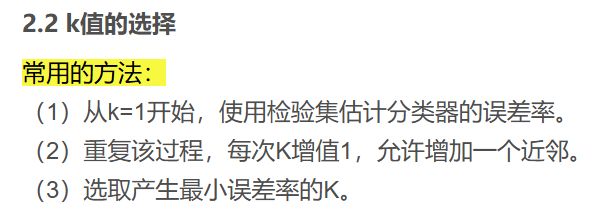 2.2 k值的选择
常用的方法：
（1）从k=1开始，使用检验集估计分类器的误差率。
（2）重复该过程，每次K增值1，允许增加一个近邻。
（3）选取产生最小误差率的K。